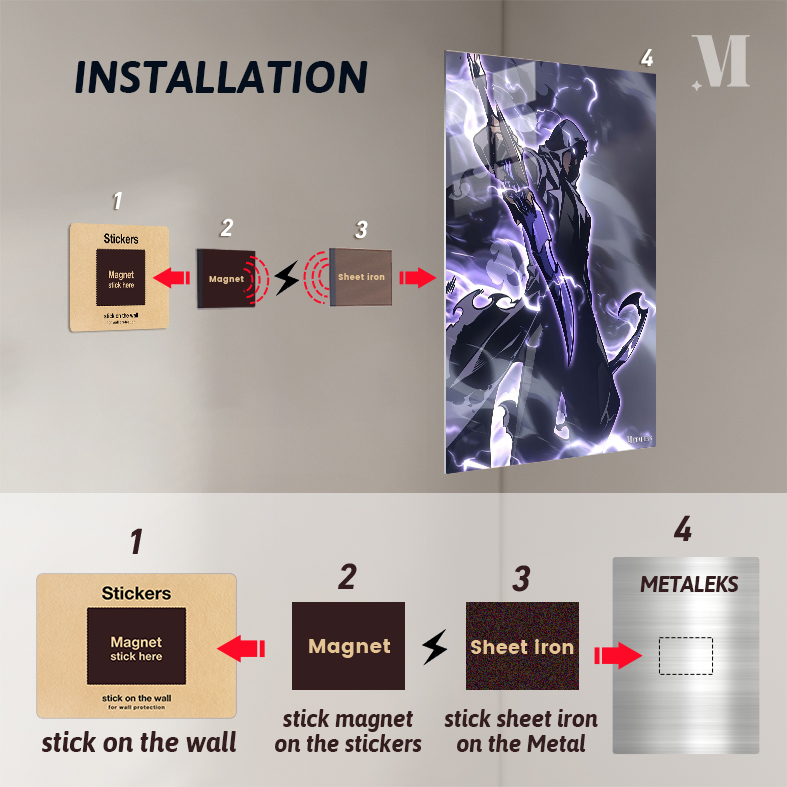 INSTALLATION
M
4
1
2
3
Stickers
Magnet
stick here
stick on the wall
for wall protection
Magnet
Sheet iron
1
2
3
4
Stickers
Magnet
stick here
stick on the wall
for wall protection
Magnet
Sheet iron
METALEKS
stick on the wall
stick magnet
on the stickers
stick sheet iron
on the Metal